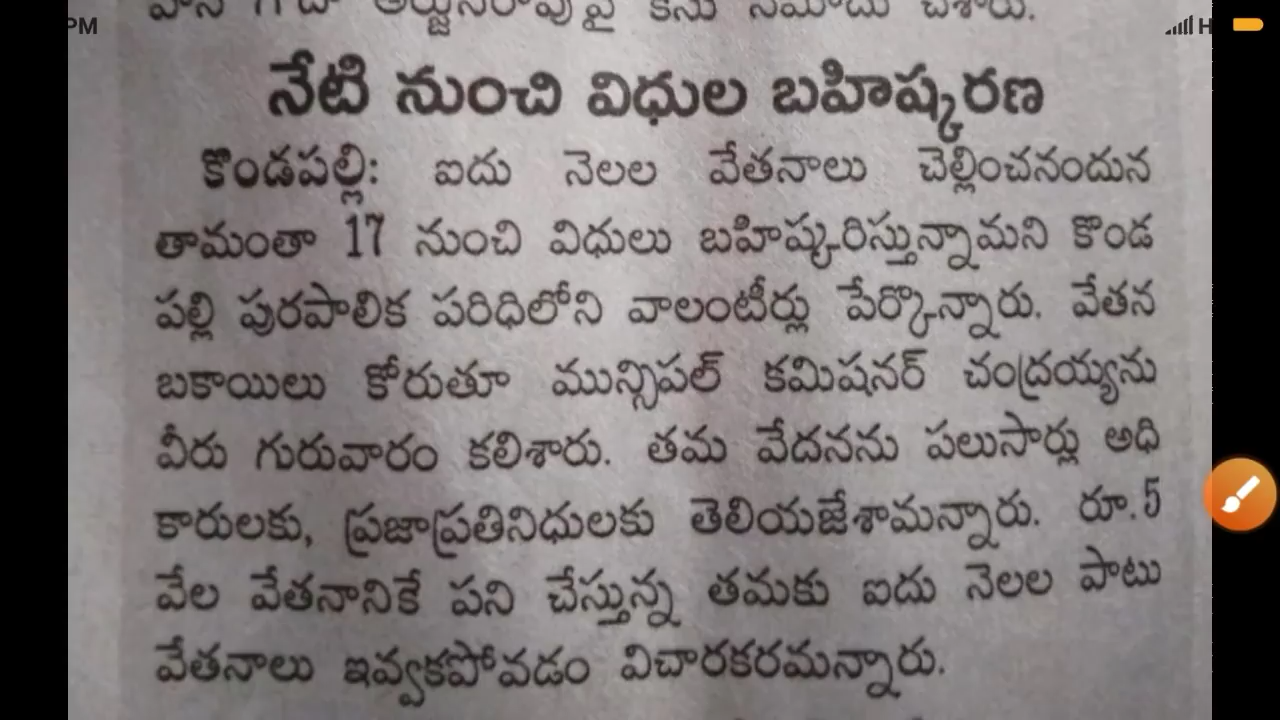 PM
H
నేటి నుంచి విధుల బహిష్కరణ
కొండపల్లి: ఐదు నెలల వేతనాలు చెల్లించనందున
తామంతా 17 నుంచి విధులు బహిష్కరిస్తున్నామని కొండ
పల్లి పురపాలిక పరిధిలోని వాలంటీర్లు పేర్కొన్నారు. వేతన
బకాయిలు కోరుతూ మున్సిపల్ కమిషనర్ చంద్రయ్యను
వీరు గురువారం కలిశారు. తమ వేదనను పలుసార్లు అధి
కారులకు, ప్రజాప్రతినిధులకు తెలియజేశామన్నారు. రూ.5
వేల వేతనానికే పని చేస్తున్న తమకు ఐదు నెలల పాటు
వేతనాలు ఇవ్వకపోవడం విచారకరమన్నారు.